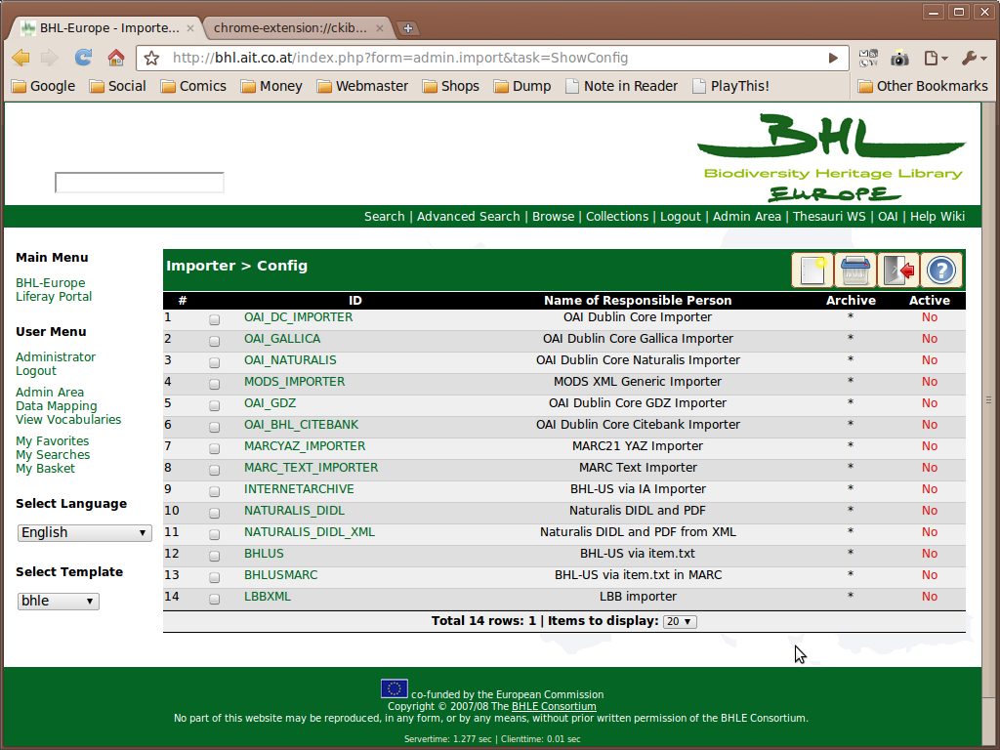 BHL-Europe - Importe...
chrome-extension://ckib...
http://bhl.ait.co.at/index.php?form=admin.import&task=ShowConfig
Google Social Comics Money Webmaster Shops Dump Note in Reader PlayThis! Other Bookmarks
BHL
Biodiversity Heritage Library
EUROPE
Search | Advanced Search | Browse | Collections | Logout | Admin Area | Thesauri WS | OAI | Help Wiki
Main Menu
BHL-Europe
Liferay Portal
User Menu
Administrator
Logout
Admin Area
Data Mapping
View Vocabularies
My Favorites
My Searches
My Basket
Select Language
English
Select Template
bhle
Importer > Config
?
# ID Name of Responsible Person Archive Active
1 OAI_DC_IMPORTER OAI Dublin Core Importer * No
2 OAI_GALLICA OAI Dublin Core Gallica Importer * No
3 OAI_NATURALIS OAI Dublin Core Naturalis Importer * No
4 MODS_IMPORTER MODS XML Generic Importer * No
5 OAI_GDZ OAI Dublin Core GDZ Importer * No
6 OAI_BHL_CITEBANK OAI Dublin Core Citebank Importer * No
7 MARCYAZ_IMPORTER MARC21 YAZ Importer * No
8 MARC_TEXT_IMPORTER MARC Text Importer * No
9 INTERNETARCHIVE BHL-US via IA Importer * No
10 NATURALIS_DIDL Naturalis DIDL and PDF * No
11 NATURALIS_DIDL_XML Naturalis DIDL and PDF from XML * No
12 BHLUS BHL-US via item.txt * No
13 BHLUSMARC BHL-US via item.txt in MARC * No
14 LBBXML LBB importer * No
Total 14 rows: 1 | Items to display: 20
co-funded by the European Commission
Copyright © 2007/08 The BHLE Consortium
No part of this website may be reproduced, in any form, or by any means, without prior written permission of the BHLE Consortium.
Servertime: 1.277 sec | Clienttime: 0.01 sec